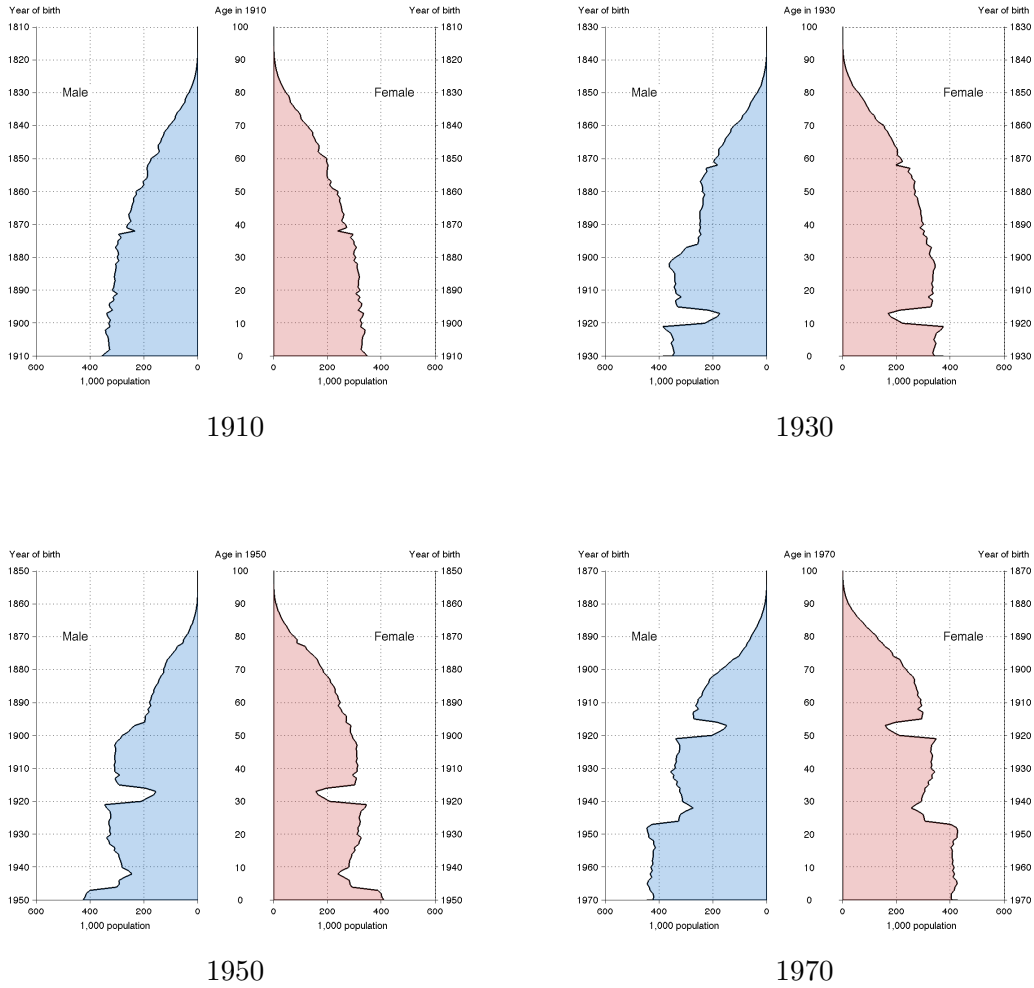 Year of birth Age in 1910 Year of birth
1810 100 1810
1820 90 1820
1830 Male 80 Female 1830
1840 70 1840
1850 60 1850
1860 50 1860
1870 40 1870
1880 30 1880
1890 20 1890
1900 10 1900
1910 0 1910
600 400 200 0 0 200 400 600
1,000 population 1,000 population
1910
Year of birth Age in 1930 Year of birth
1830 100 1830
1840 90 1840
1850 Male 80 Female 1850
1860 70 1860
1870 60 1870
1880 50 1880
1890 40 1890
1900 30 1900
1910 20 1910
1920 10 1920
1930 0 1930
600 400 200 0 0 200 400 600
1,000 population 1,000 population
1930
Year of birth Age in 1950 Year of birth
1850 100 1850
1860 90 1860
1870 Male 80 Female 1870
1880 70 1880
1890 60 1890
1900 50 1900
1910 40 1910
1920 30 1920
1930 20 1930
1940 10 1940
1950 0 1950
600 400 200 0 0 200 400 600
1,000 population 1,000 population
1950
Year of birth Age in 1970 Year of birth
1870 100 1870
1880 90 1880
1890 Male 80 Female 1890
1900 70 1900
1910 60 1910
1920 50 1920
1930 40 1930
1940 30 1940
1950 20 1950
1960 10 1960
1970 0 1970
600 400 200 0 0 200 400 600
1,000 population 1,000 population
1970